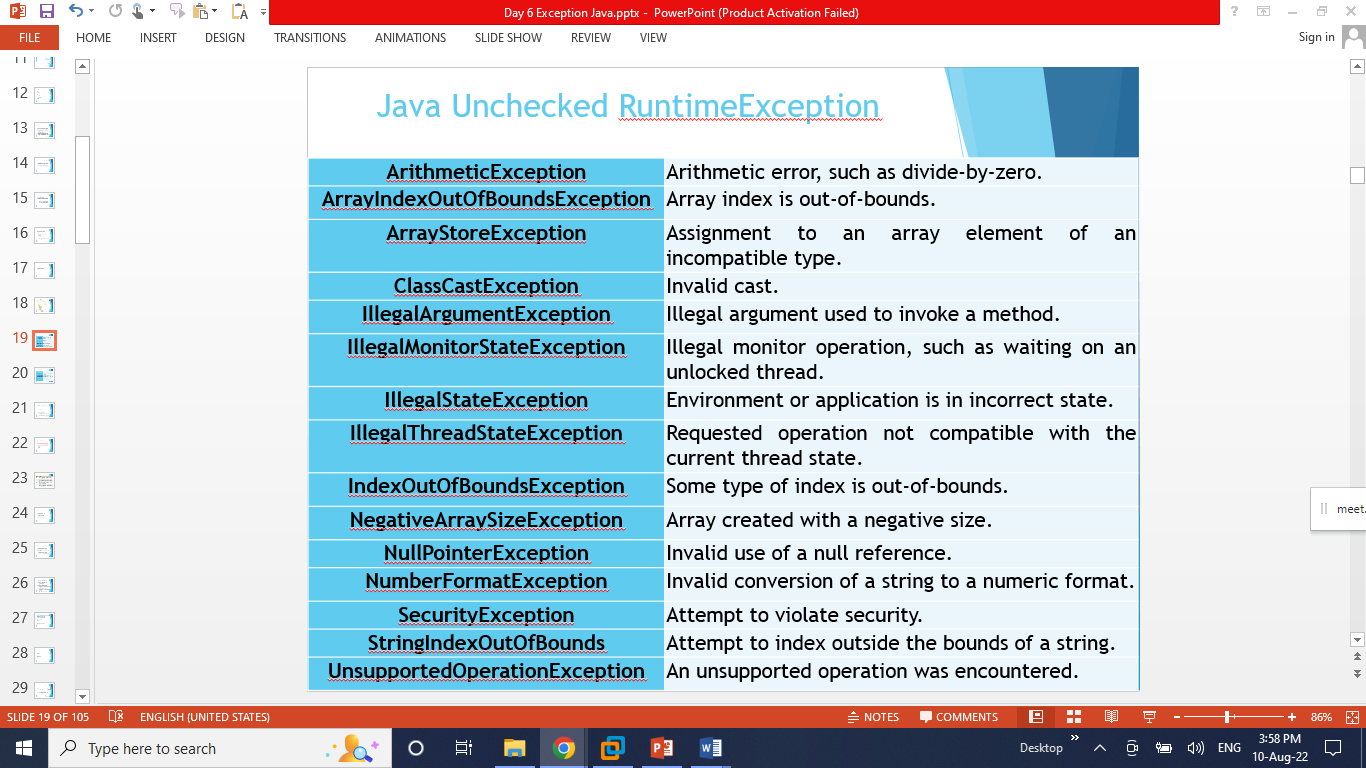 Day 6 Exception Java.pptx - PowerPoint (Product Activation Failed)
FILE HOME INSERT DESIGN TRANSITIONS ANIMATIONS SLIDE SHOW REVIEW VIEW Sign in
12
13
14
15
16
17
18
19
20
21
22
23
24
25
26
27
28
29
Java Unchecked RuntimeException
ArithmeticException Arithmetic error, such as divide-by-zero.
ArrayIndexOutOfBoundsException Array index is out-of-bounds.
ArrayStoreException Assignment to an array element of an
incompatible type.
ClassCastException Invalid cast.
IllegalArgumentException Illegal argument used to invoke a method.
IllegalMonitorStateException Illegal monitor operation, such as waiting on an
unlocked thread.
IllegalStateException Environment or application is in incorrect state.
IllegalThreadStateException Requested operation not compatible with the
current thread state.
IndexOutOfBoundsException Some type of index is out-of-bounds.
NegativeArraySizeException Array created with a negative size.
NullPointerException Invalid use of a null reference.
NumberFormatException Invalid conversion of a string to a numeric format.
SecurityException Attempt to violate security.
StringIndexOutOfBounds Attempt to index outside the bounds of a string.
UnsupportedOperationException An unsupported operation was encountered.
meet.
SLIDE 19 OF 105 ENGLISH (UNITED STATES) NOTES COMMENTS 86%
Type here to search Desktop ENG 3:58 PM
10-Aug-22